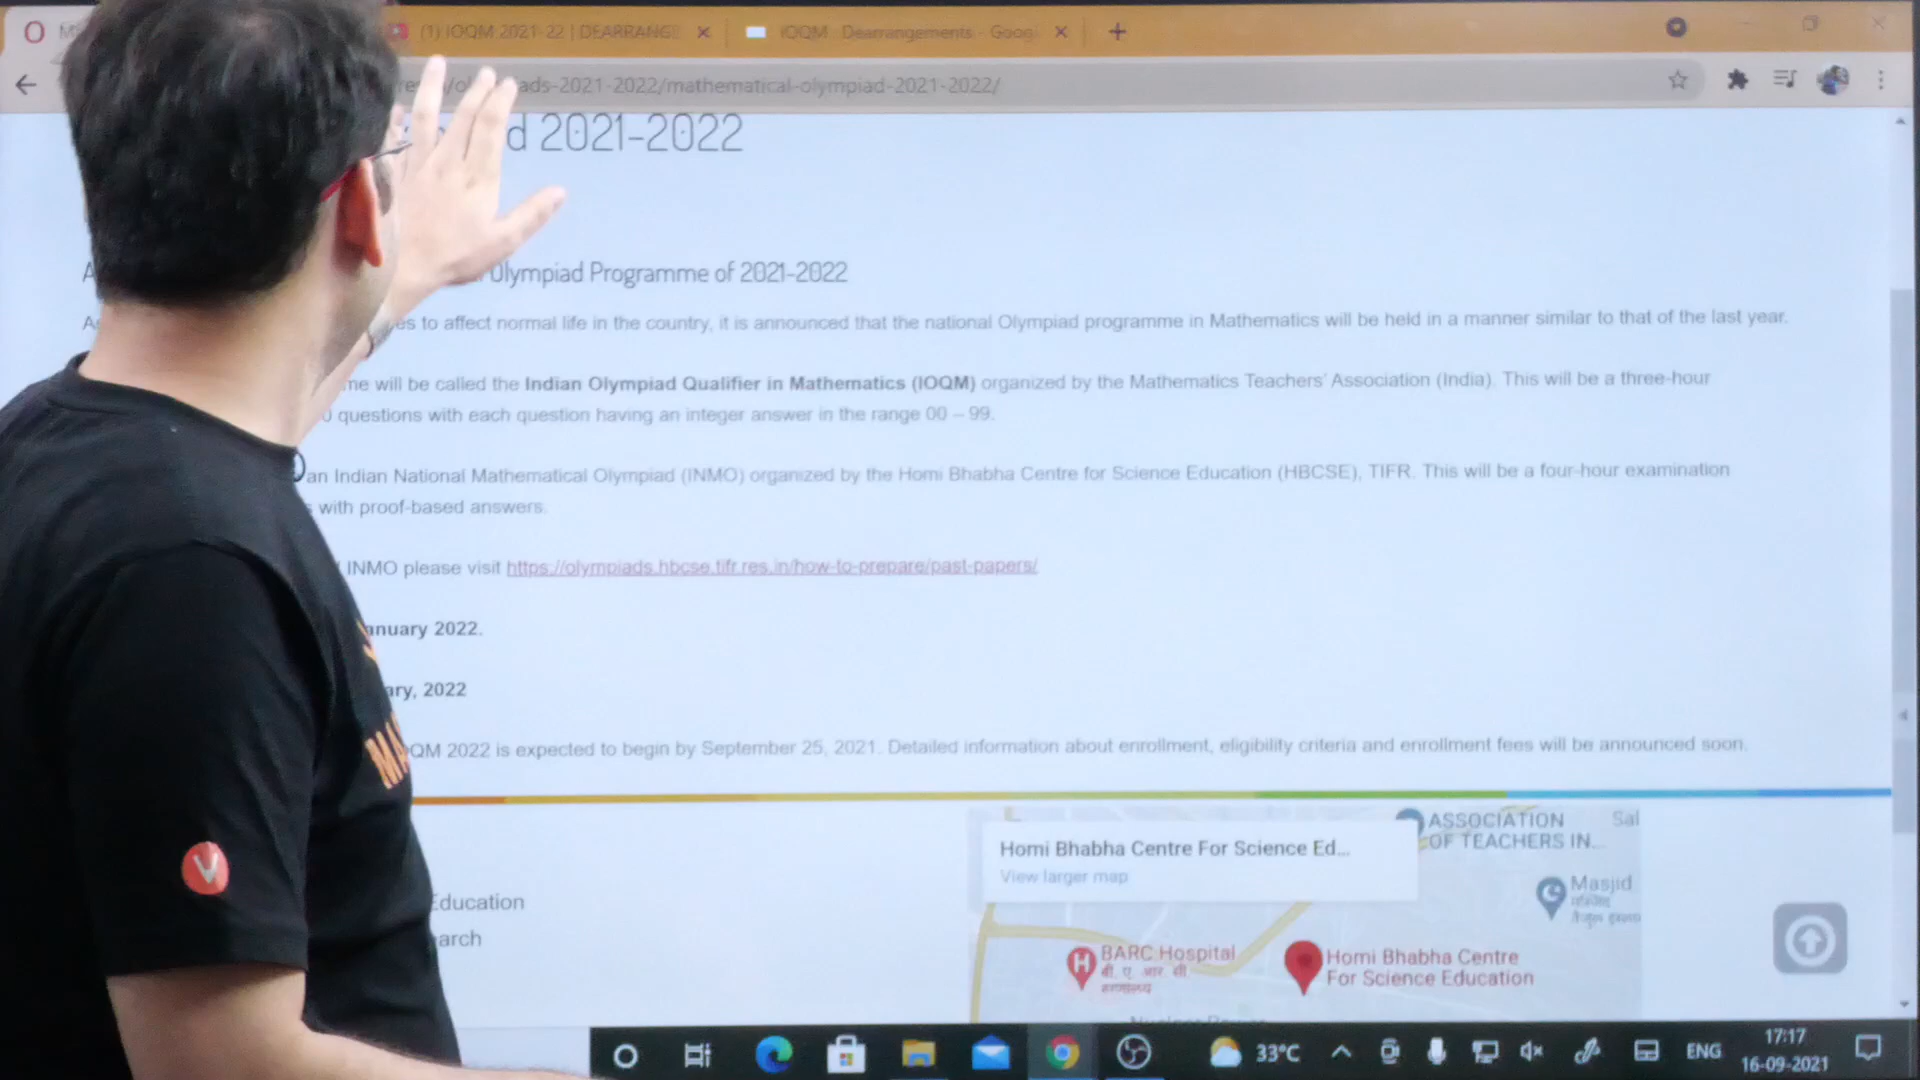 (1) IOQM 2021-22 | DEARRANGE
IOQM Dearrangements - Goog
ads-2021-2022/mathematical-olympiad-2021-2022/
d 2021-2022
Olympiad Programme of 2021-2022
es to affect normal life in the country, it is announced that the national Olympiad programme in Mathematics will be held in a manner similar to that of the last year.
me will be called the Indian Olympiad Qualifier in Mathematics (IOQM) organized by the Mathematics Teachers' Association (India). This will be a three-hour
questions with each question having an integer answer in the range 00 – 99.
an Indian National Mathematical Olympiad (INMO) organized by the Homi Bhabha Centre for Science Education (HBCSE), TIFR. This will be a four-hour examination
with proof-based answers.
INMO please visit https://olympiads.hbcse.tifr.res.in/how-to-prepare/past-papers/
anuary 2022.
ary, 2022
QM 2022 is expected to begin by September 25, 2021. Detailed information about enrollment, eligibility criteria and enrollment fees will be announced soon.
MA
V
Education
arch
Homi Bhabha Centre For Science Ed...
View larger map
ASSOCIATION
OF TEACHERS IN...
Sal
Masjid
मस्जिद
BARC Hospital
बी. ए. आर. सी
Homi Bhabha Centre
For Science Education
33°C
ENG
17:17
16-09-2021